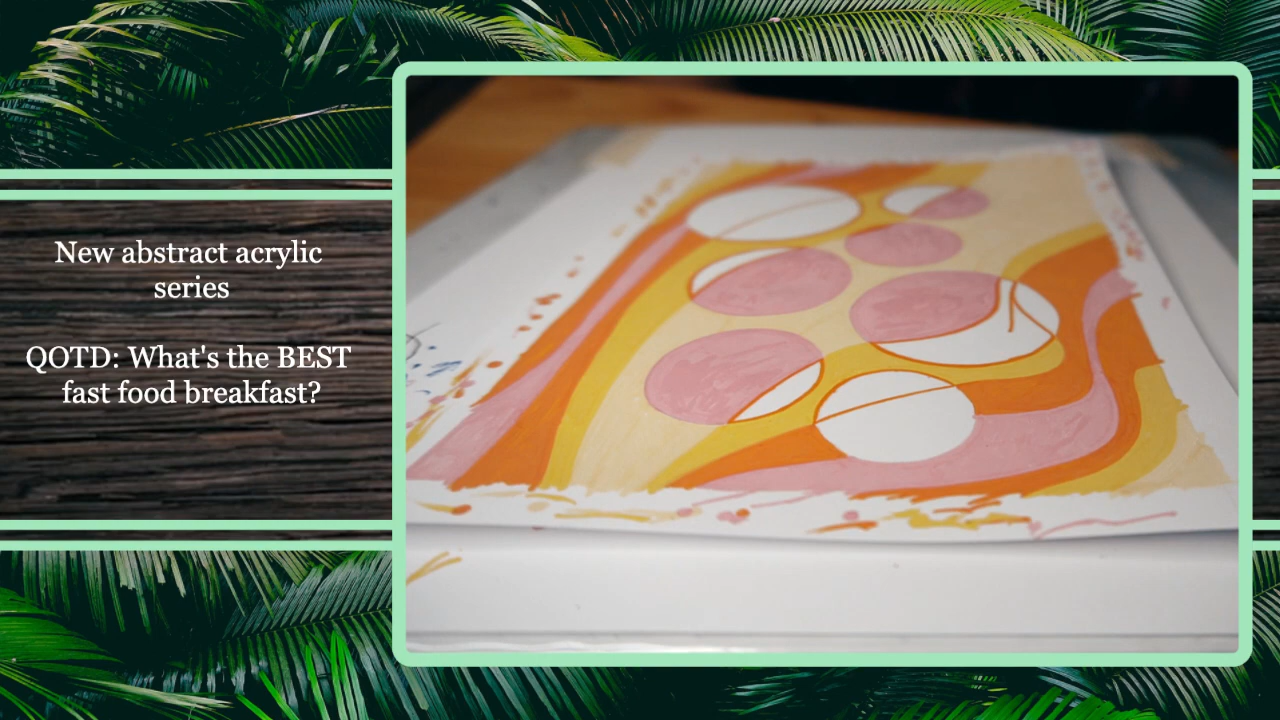 New abstract acrylic
series
QOTD: What's the BEST
fast food breakfast?